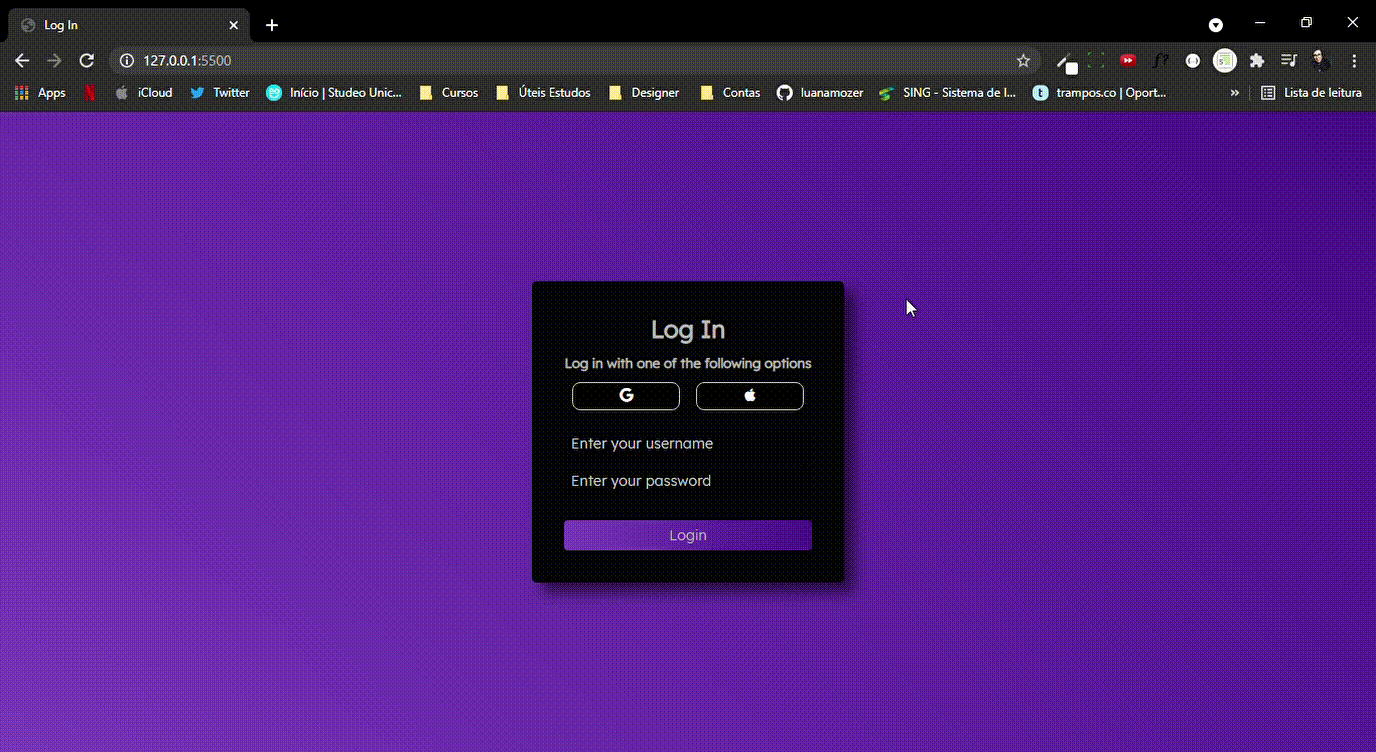 Log In
127.0.0.1:5500
Apps iCloud Twitter Início | Studeo Unic... Cursos Úteis Estudos Designer Contas luanamozer SING - Sistema de I... trampos.co | Oport... » Lista de leitura
Log In
Log in with one of the following options
Enter your username
Enter your password
Login